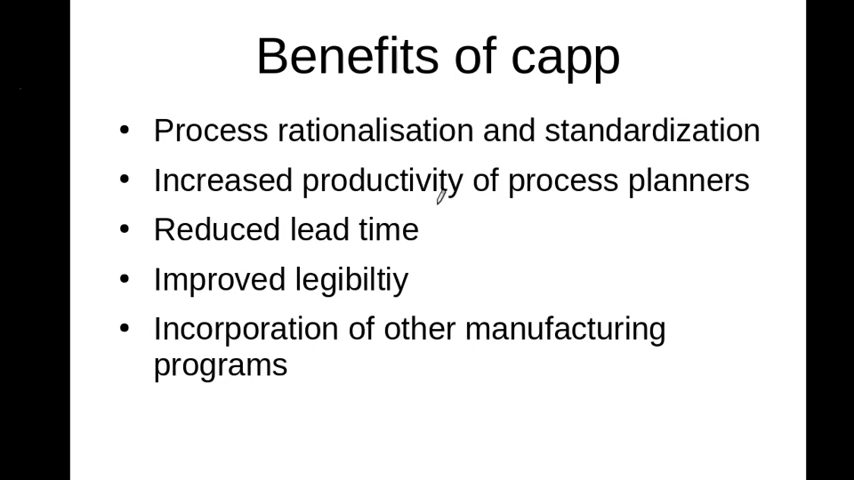 Benefits of capp
• Process rationalisation and standardization
• Increased productivity of process planners
• Reduced lead time
• Improved legibiltiy
• Incorporation of other manufacturing
programs